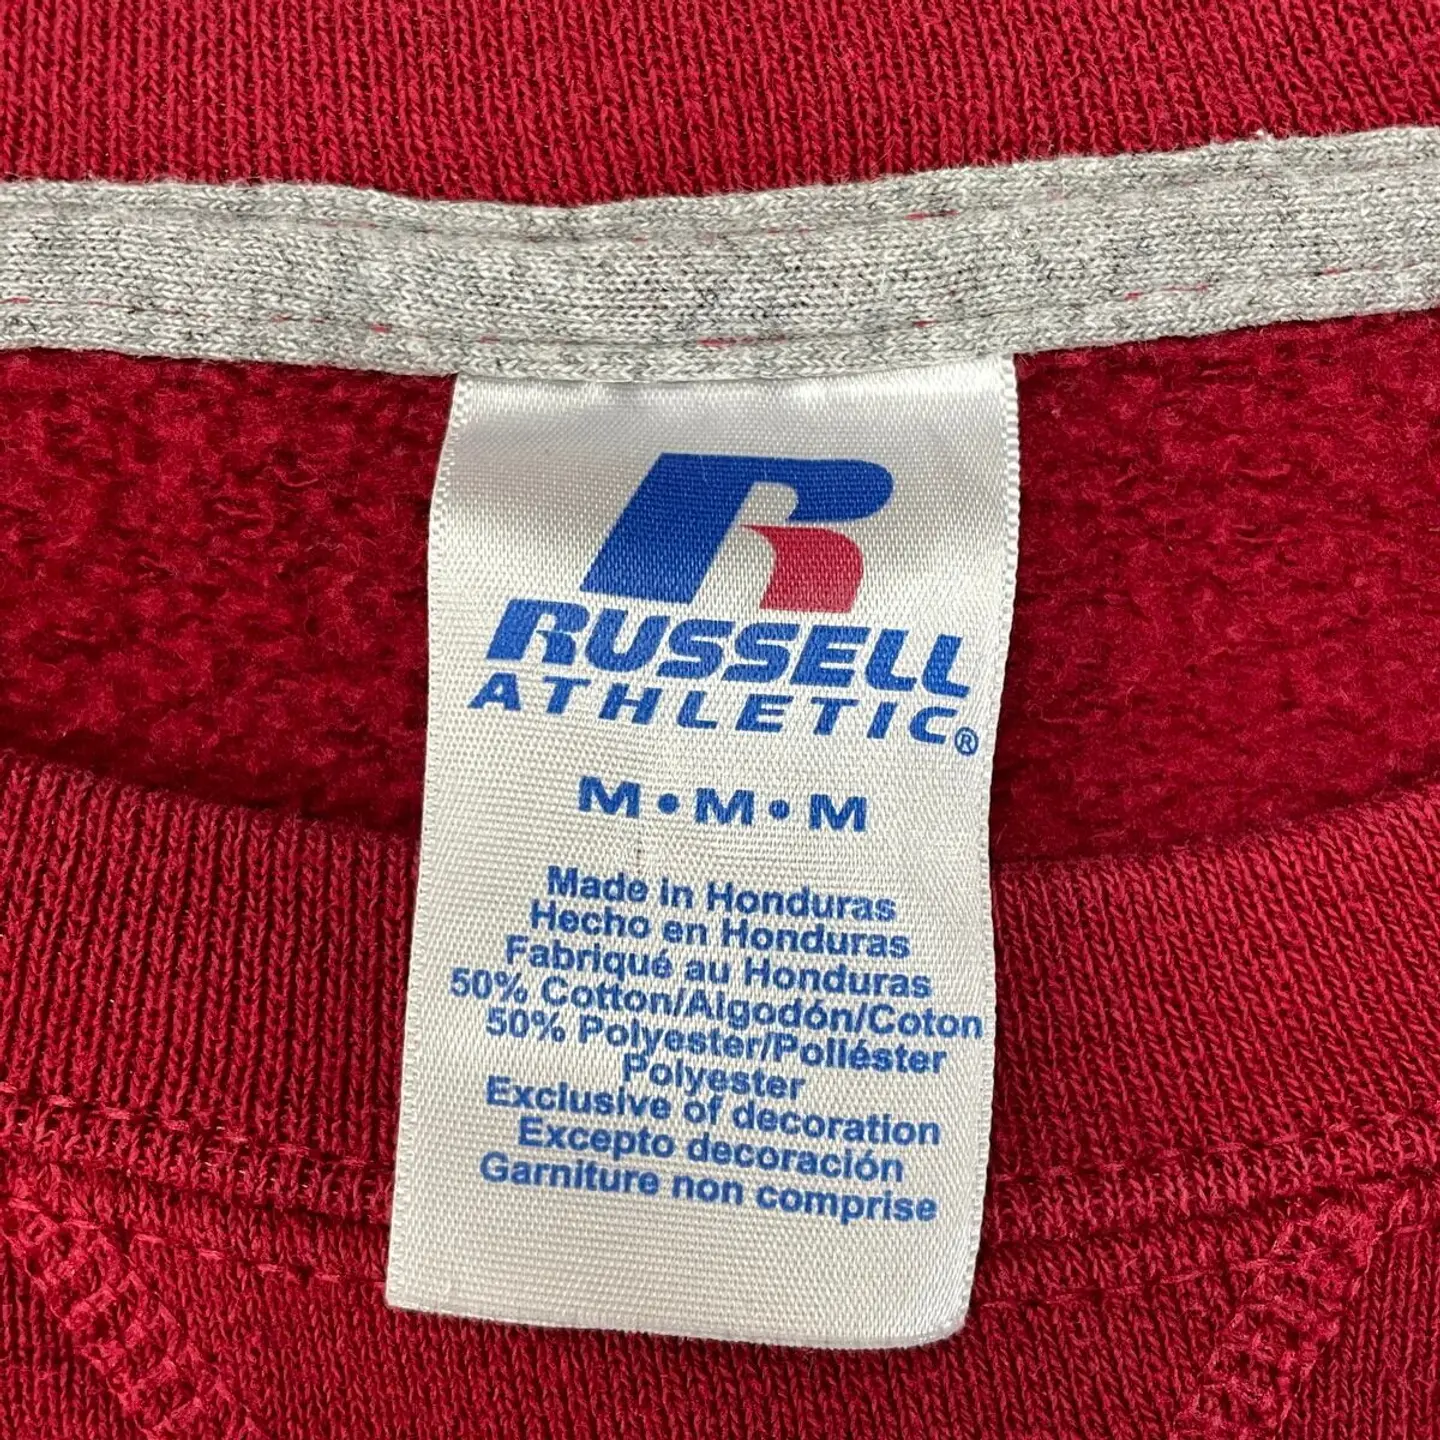 R
RUSSELL
ATHLETIC®
M•M•M
Made in Honduras
Hecho en Honduras
Fabriqué au Honduras
50% Cotton/Algodón/Coton
50% Polyester/Poliéster
Polyester
Exclusive of decoration
Excepto decoración
Garniture non comprise